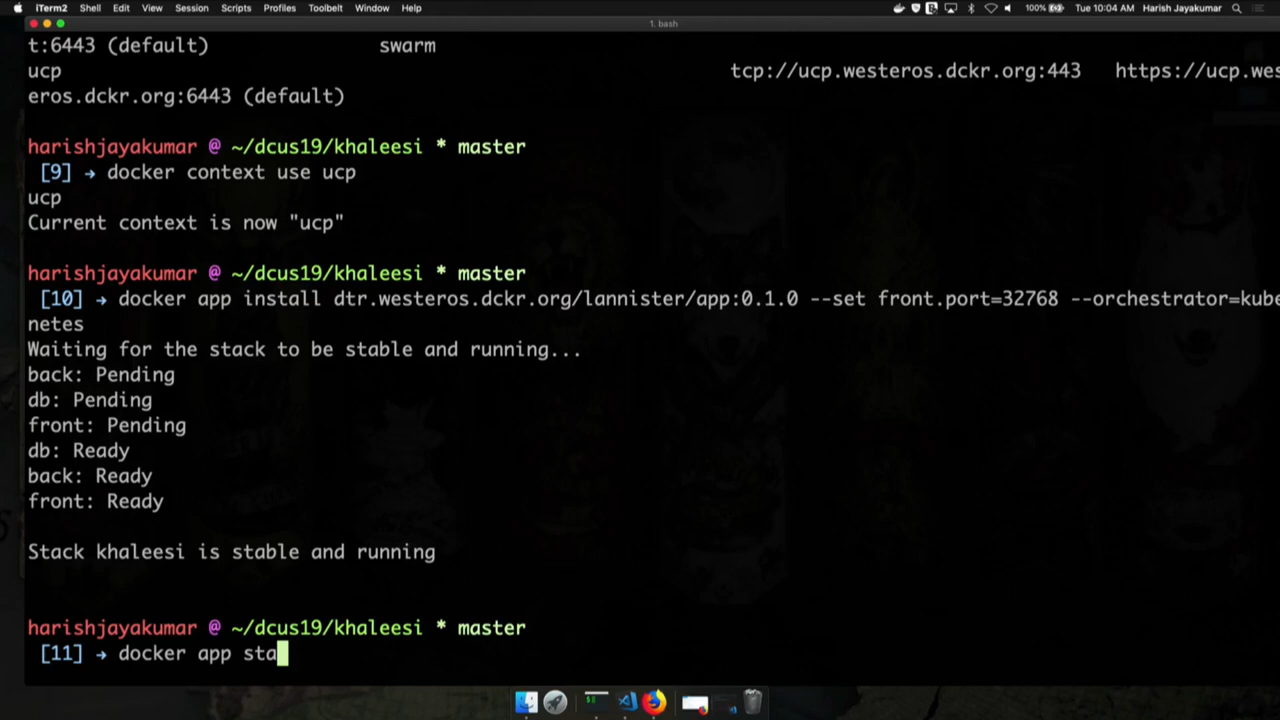 iTerm2 Shell Edit View Session Scripts Profiles Toolbelt Window Help 100% Tue 10:04 AM Harish Jayakumar
1. bash
t:6443 (default) swarm
ucp tcp://ucp.westeros.dckr.org:443 https://ucp.wes
eros.dckr.org:6443 (default)
harishjayakumar @ ~/dcus19/khaleesi * master
[9] → docker context use ucp
ucp
Current context is now "ucp"
harishjayakumar @ ~/dcus19/khaleesi * master
[10] → docker app install dtr.westeros.dckr.org/lannister/app:0.1.0 --set front.port=32768 --orchestrator=kube
netes
Waiting for the stack to be stable and running...
back: Pending
db: Pending
front: Pending
db: Ready
back: Ready
front: Ready
Stack khaleesi is stable and running
harishjayakumar @ ~/dcus19/khaleesi * master
[11] → docker app sta